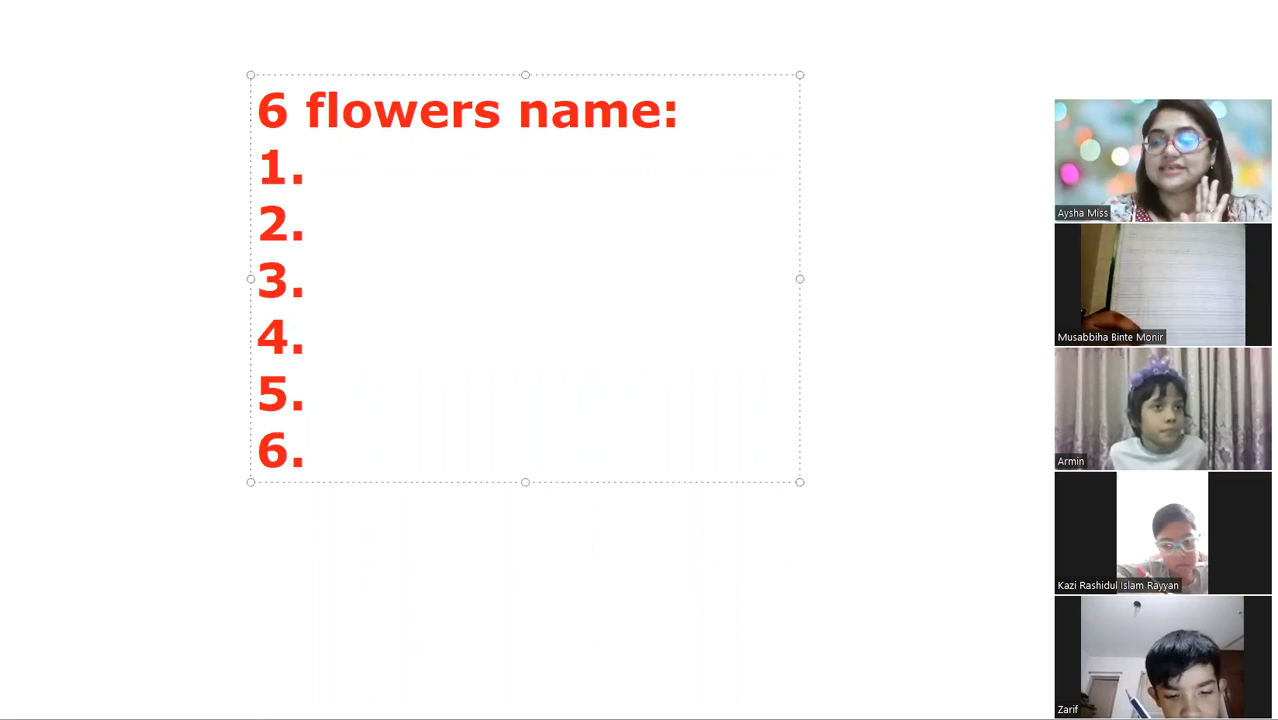 6 flowers name:
1.
2.
3.
4.
5.
6.
Aysha Miss
Musabbiha Binte Monir
Armin
Kazi Rashidul Islam Rayyan
Zarif